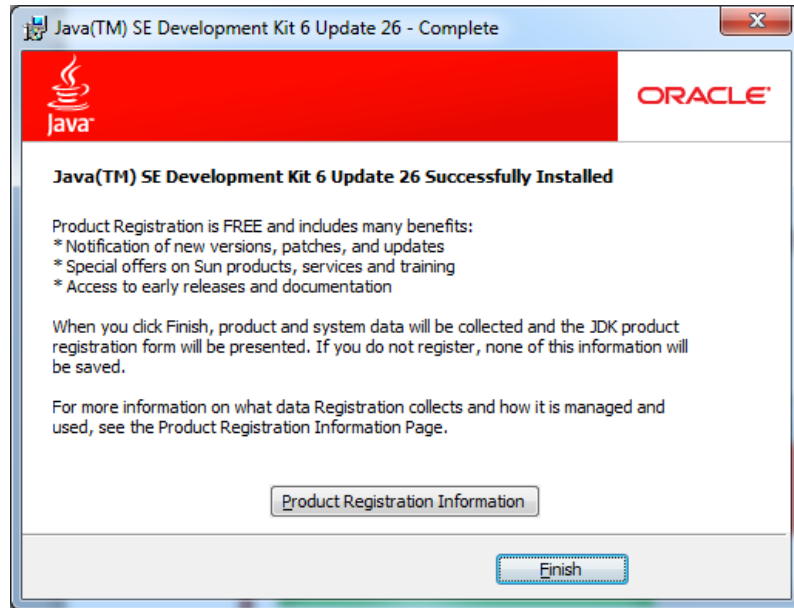 Java(TM) SE Development Kit 6 Update 26 - Complete
Java™
ORACLE®
Java(TM) SE Development Kit 6 Update 26 Successfully Installed
Product Registration is FREE and includes many benefits:
* Notification of new versions, patches, and updates
* Special offers on Sun products, services and training
* Access to early releases and documentation
When you click Finish, product and system data will be collected and the JDK product
registration form will be presented. If you do not register, none of this information will
be saved.
For more information on what data Registration collects and how it is managed and
used, see the Product Registration Information Page.
Product Registration Information
Finish